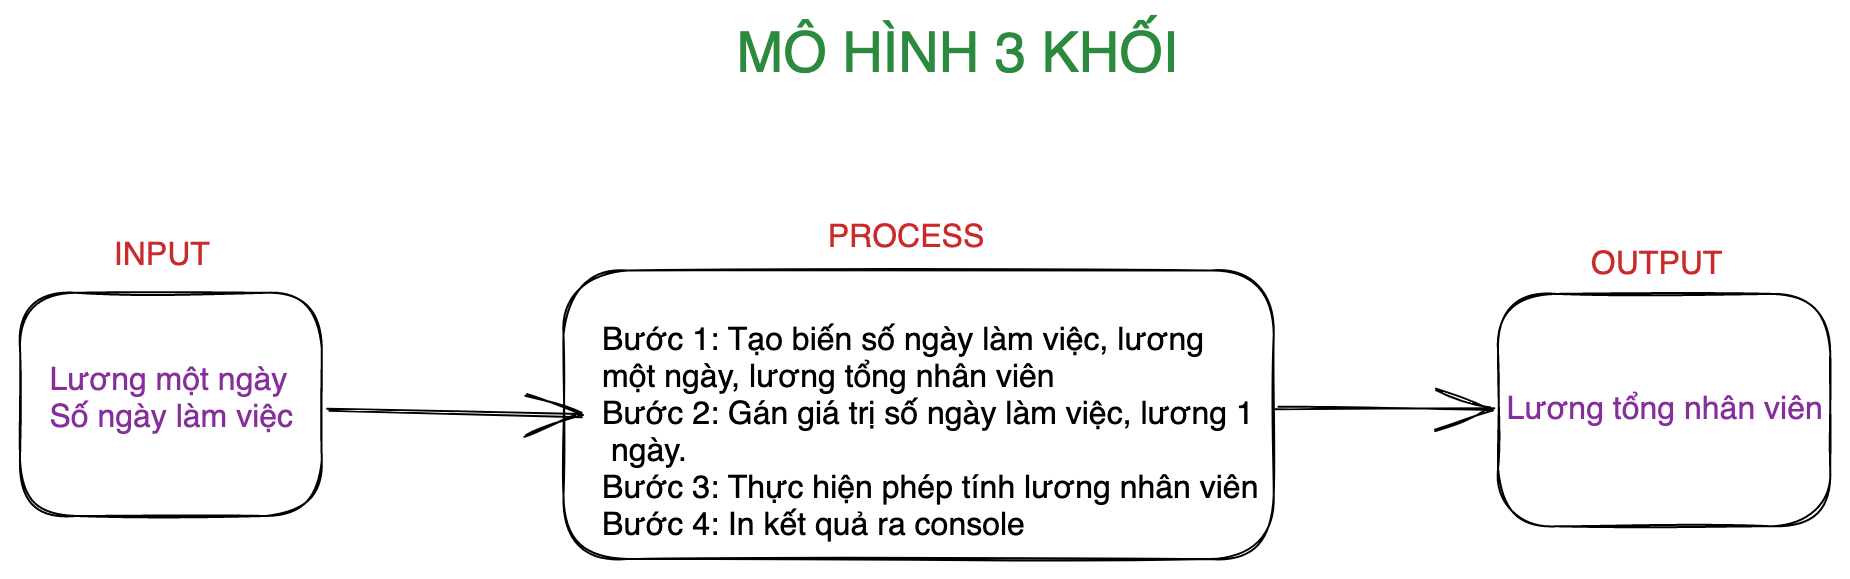 MÔ HÌNH 3 KHỐI
INPUT
Lương một ngày
Số ngày làm việc
PROCESS
Bước 1: Tạo biến số ngày làm việc, lương
một ngày, lương tổng nhân viên
Bước 2: Gán giá trị số ngày làm việc, lương 1
ngày.
Bước 3: Thực hiện phép tính lương nhân viên
Bước 4: In kết quả ra console
OUTPUT
Lương tổng nhân viên